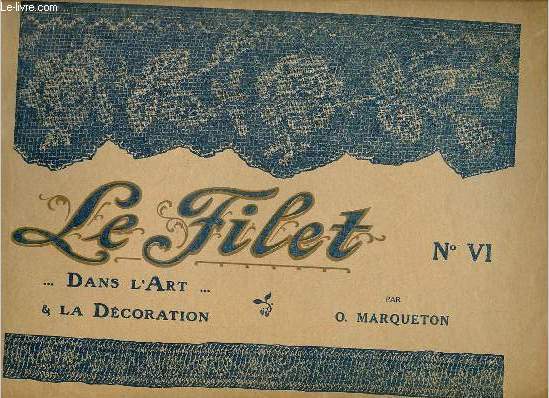 Le-livre.com
Le Filet
N° VI
... DANS L'ART ...
& LA DÉCORATION
PAR
O. MARQUETON